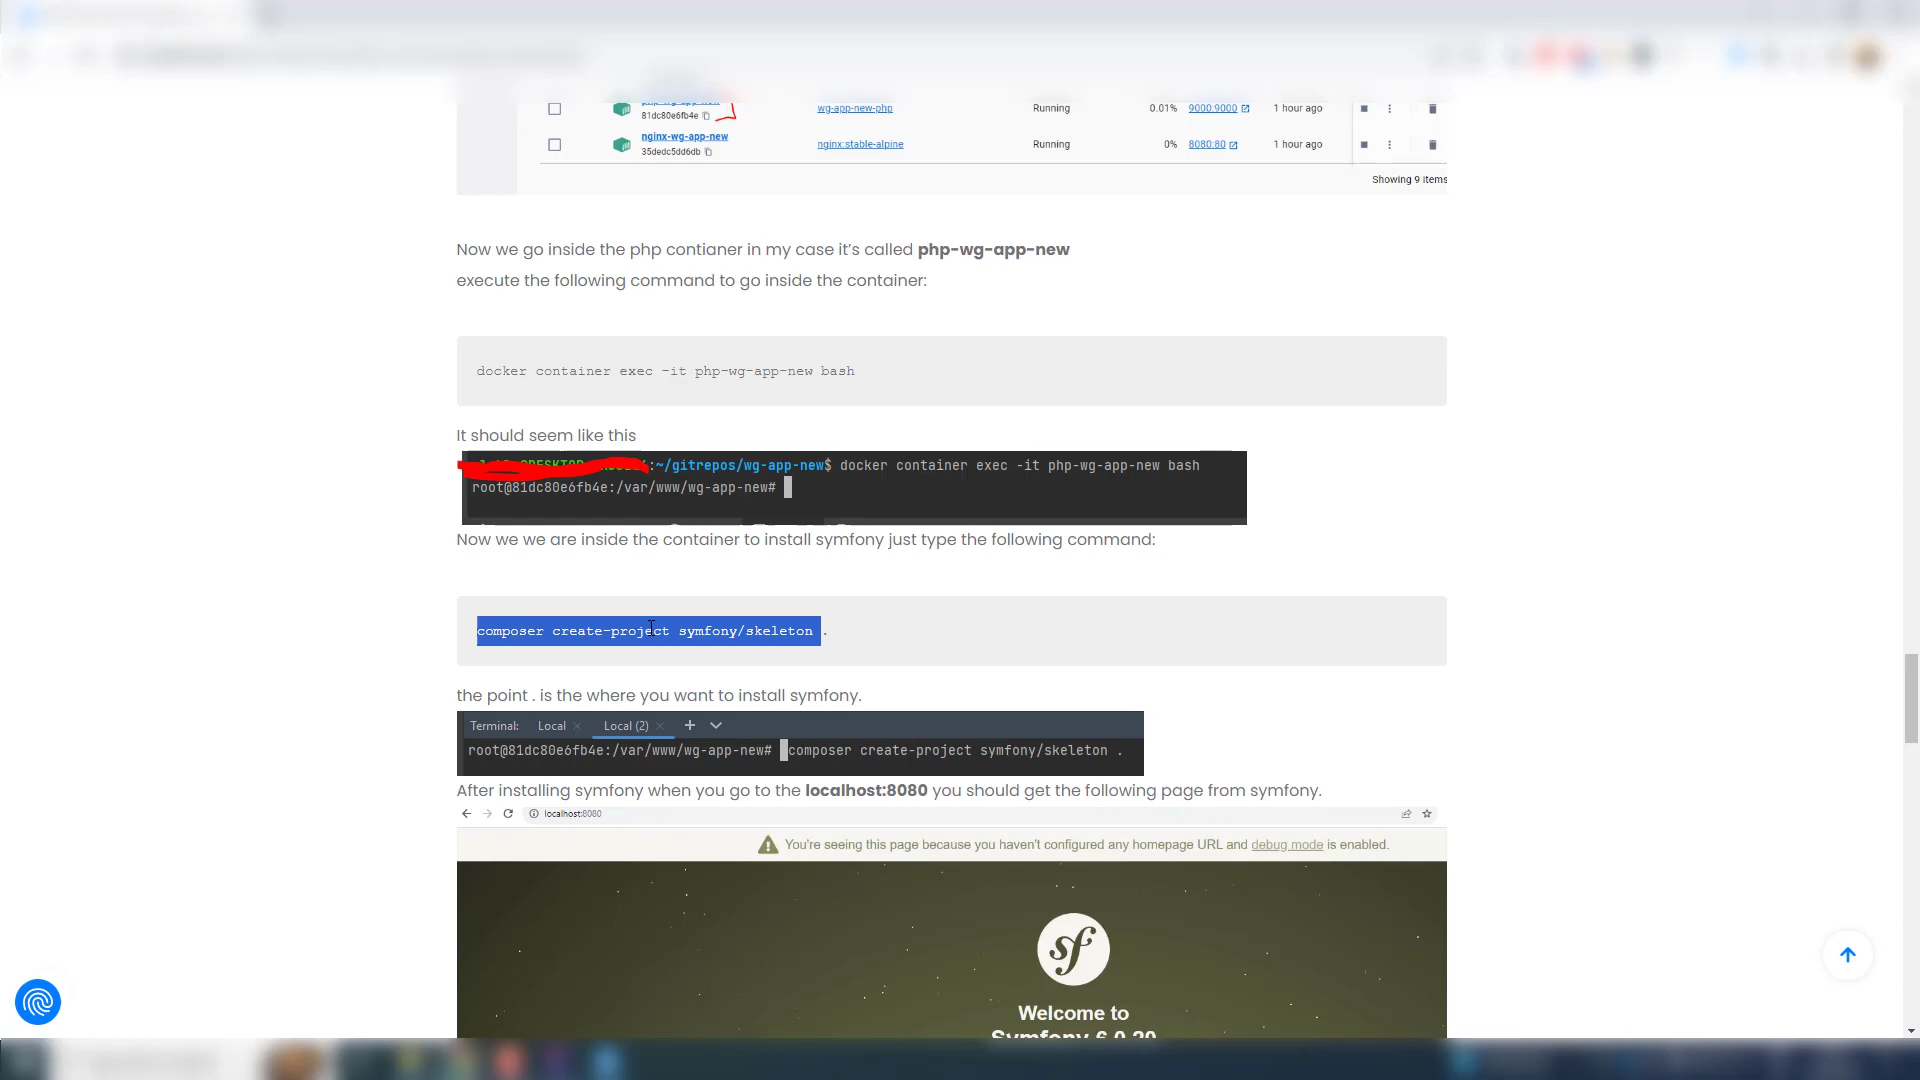 php-wg-app-new
81dc80e6fb4e
wg-app-new-php
Running
0.01%
9000:9000
1 hour ago
nginx-wg-app-new
35dedc5dd6db
nginx:stable-alpine
Running
0%
8080:80
1 hour ago
Showing 9 items
Now we go inside the php contianer in my case it’s called php-wg-app-new
execute the following command to go inside the container:
docker container exec -it php-wg-app-new bash
It should seem like this
:~/gitrepos/wg-app-new$ docker container exec -it php-wg-app-new bash
root@81dc80e6fb4e:/var/www/wg-app-new#
Now we we are inside the container to install symfony just type the following command:
composer create-project symfony/skeleton .
the point . is the where you want to install symfony.
Terminal: Local × Local (2) × +
root@81dc80e6fb4e:/var/www/wg-app-new# composer create-project symfony/skeleton .
After installing symfony when you go to the localhost:8080 you should get the following page from symfony.
localhost:8080
You're seeing this page because you haven't configured any homepage URL and debug mode is enabled.
sf
Welcome to
Symfony 6.0.20